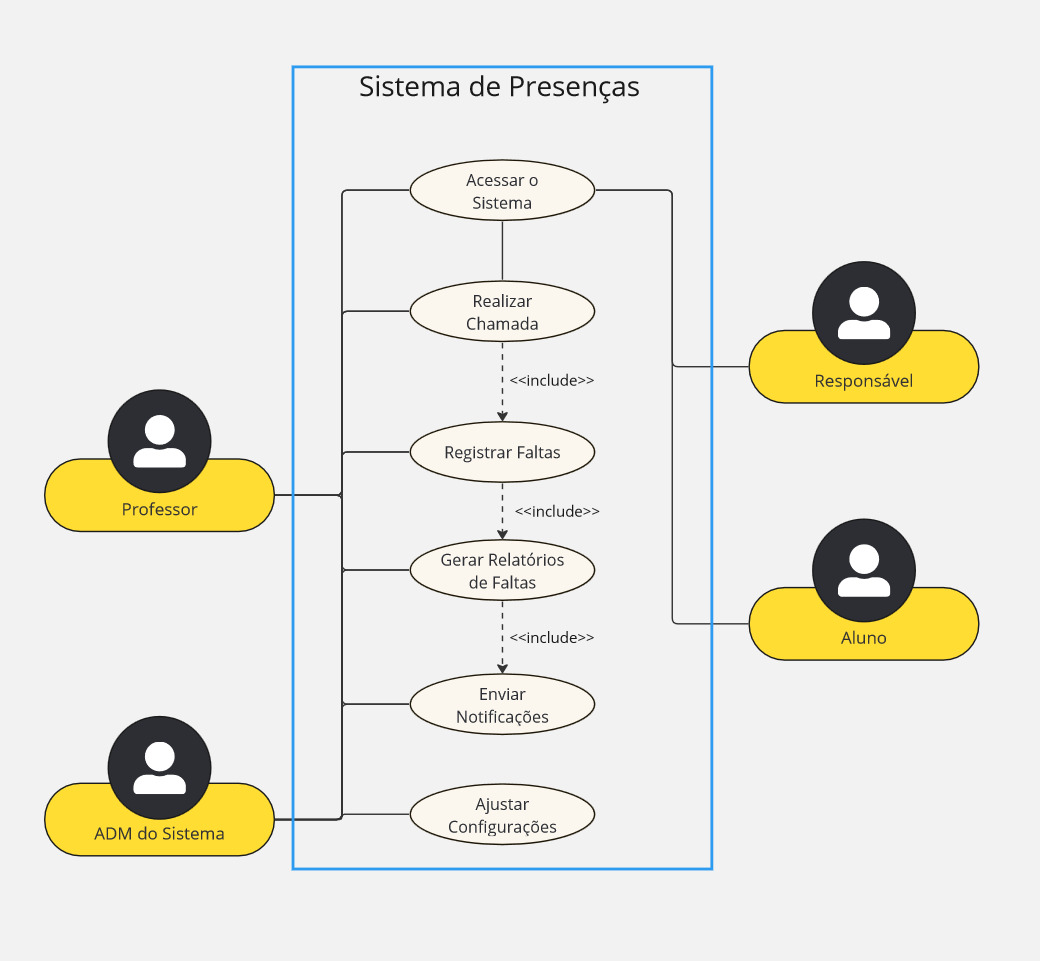 Sistema de Presenças
Acessar o
Sistema
Realizar
Chamada
<<include>>
Responsável
Registrar Faltas
Professor
<<include>>
Gerar Relatórios
de Faltas
<<include>>
Aluno
Enviar
Notificações
Ajustar
Configurações
ADM do Sistema